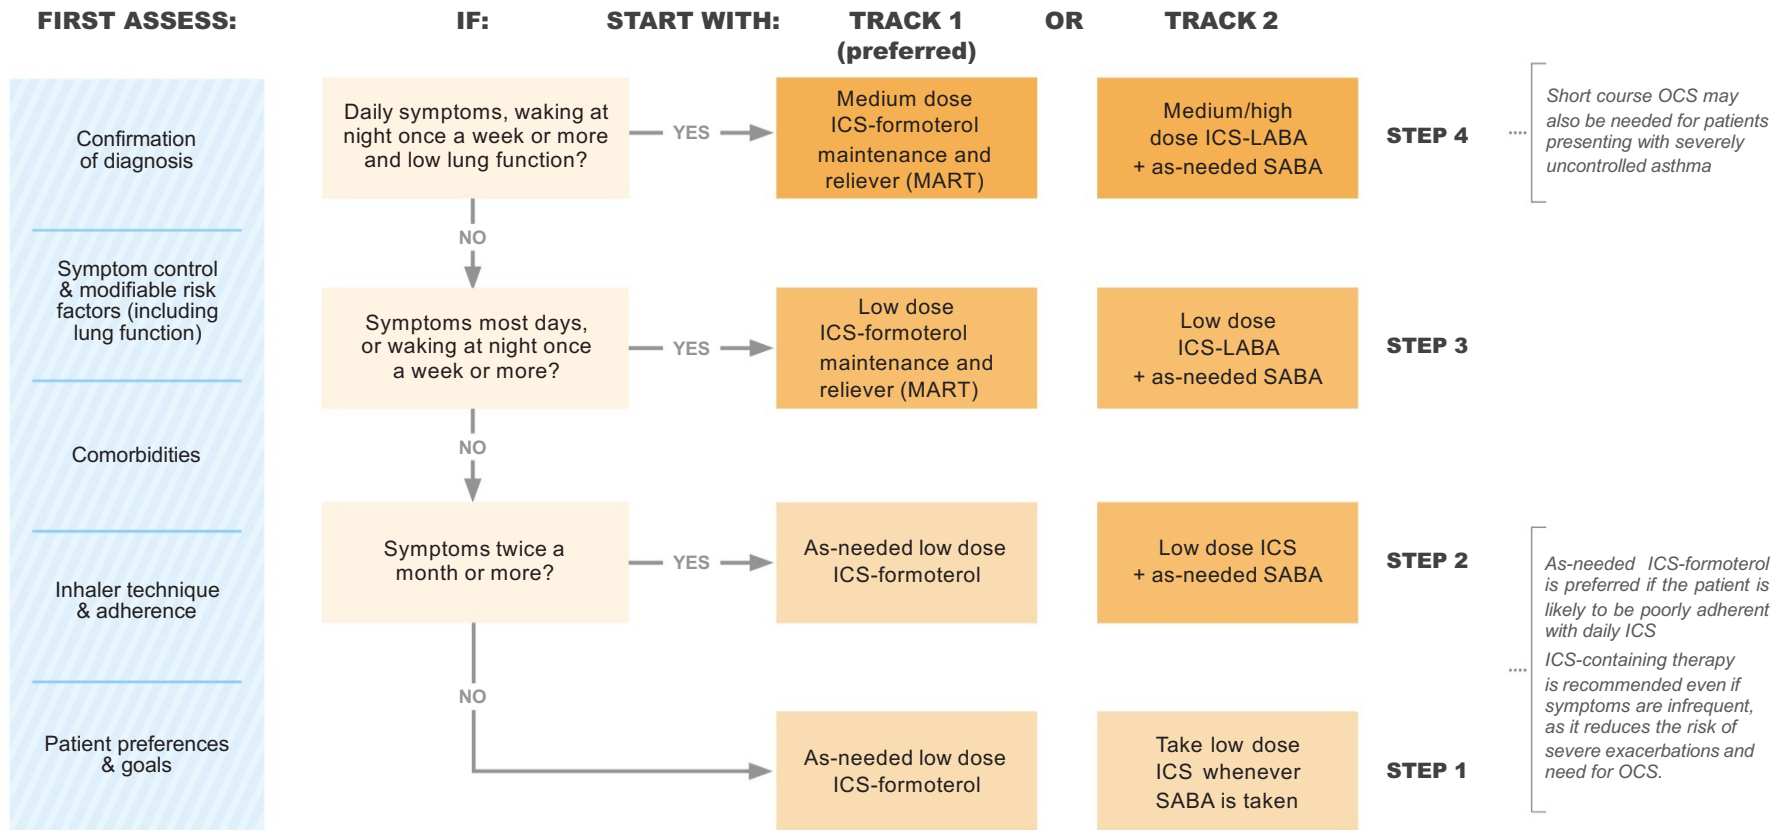 FIRST ASSESS:
IF:
START WITH:
TRACK 1
(preferred)
OR
TRACK 2
Confirmation
of diagnosis
Symptom control
& modifiable risk
factors (including
lung function)
Comorbidities
Inhaler technique
& adherence
Patient preferences
& goals
Daily symptoms, waking at
night once a week or more
and low lung function?
YES
Medium dose
ICS-formoterol
maintenance and
reliever (MART)
Medium/high
dose ICS-LABA
+ as-needed SABA
STEP 4
Short course OCS may
also be needed for patients
presenting with severely
uncontrolled asthma
NO
Symptoms most days,
or waking at night once
a week or more?
YES
Low dose
ICS-formoterol
maintenance and
reliever (MART)
Low dose
ICS-LABA
+ as-needed SABA
STEP 3
NO
Symptoms twice a
month or more?
YES
As-needed low dose
ICS-formoterol
Low dose ICS
+ as-needed SABA
STEP 2
NO
As-needed low dose
ICS-formoterol
Take low dose
ICS whenever
SABA is taken
STEP 1
As-needed ICS-formoterol
is preferred if the patient is
likely to be poorly adherent
with daily ICS
ICS-containing therapy
is recommended even if
symptoms are infrequent,
as it reduces the risk of
severe exacerbations and
need for OCS.